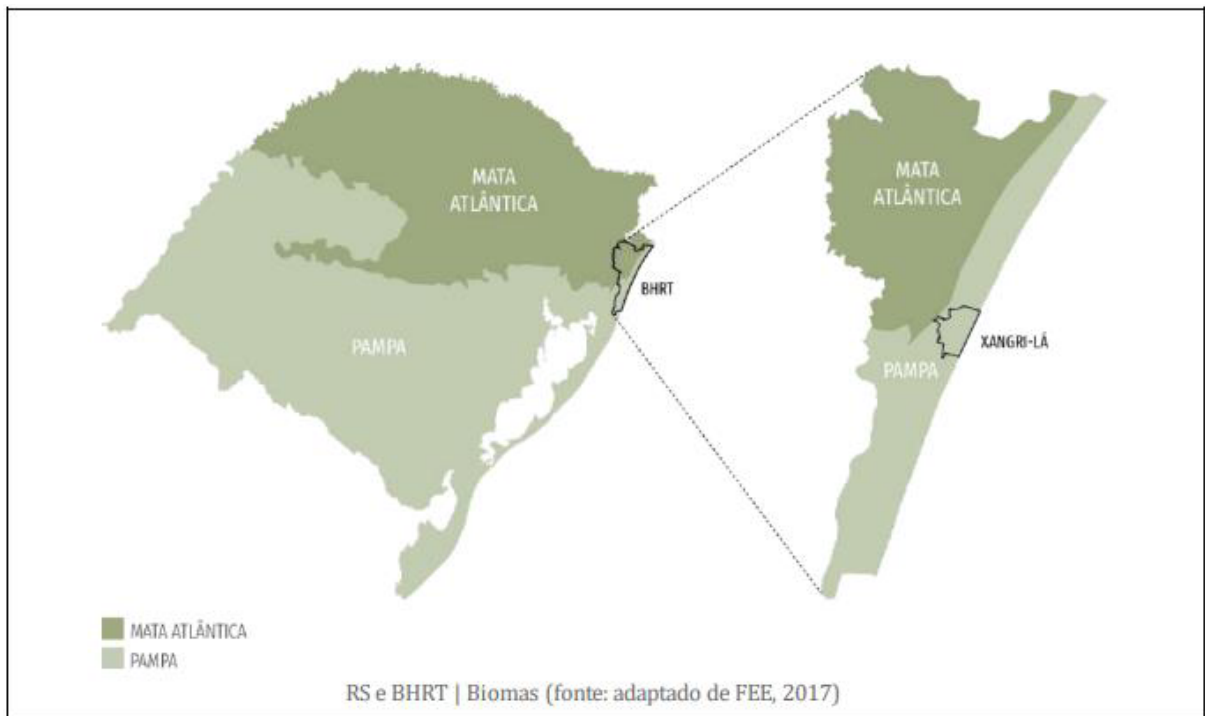 MATA
ATLÂNTICA
PAMPA
BHRT
MATA
ATLÂNTICA
PAMPA
XANGRI-LÁ
MATA ATLÂNTICA
PAMPA
RS e BHRT | Biomas (fonte: adaptado de FEE, 2017)